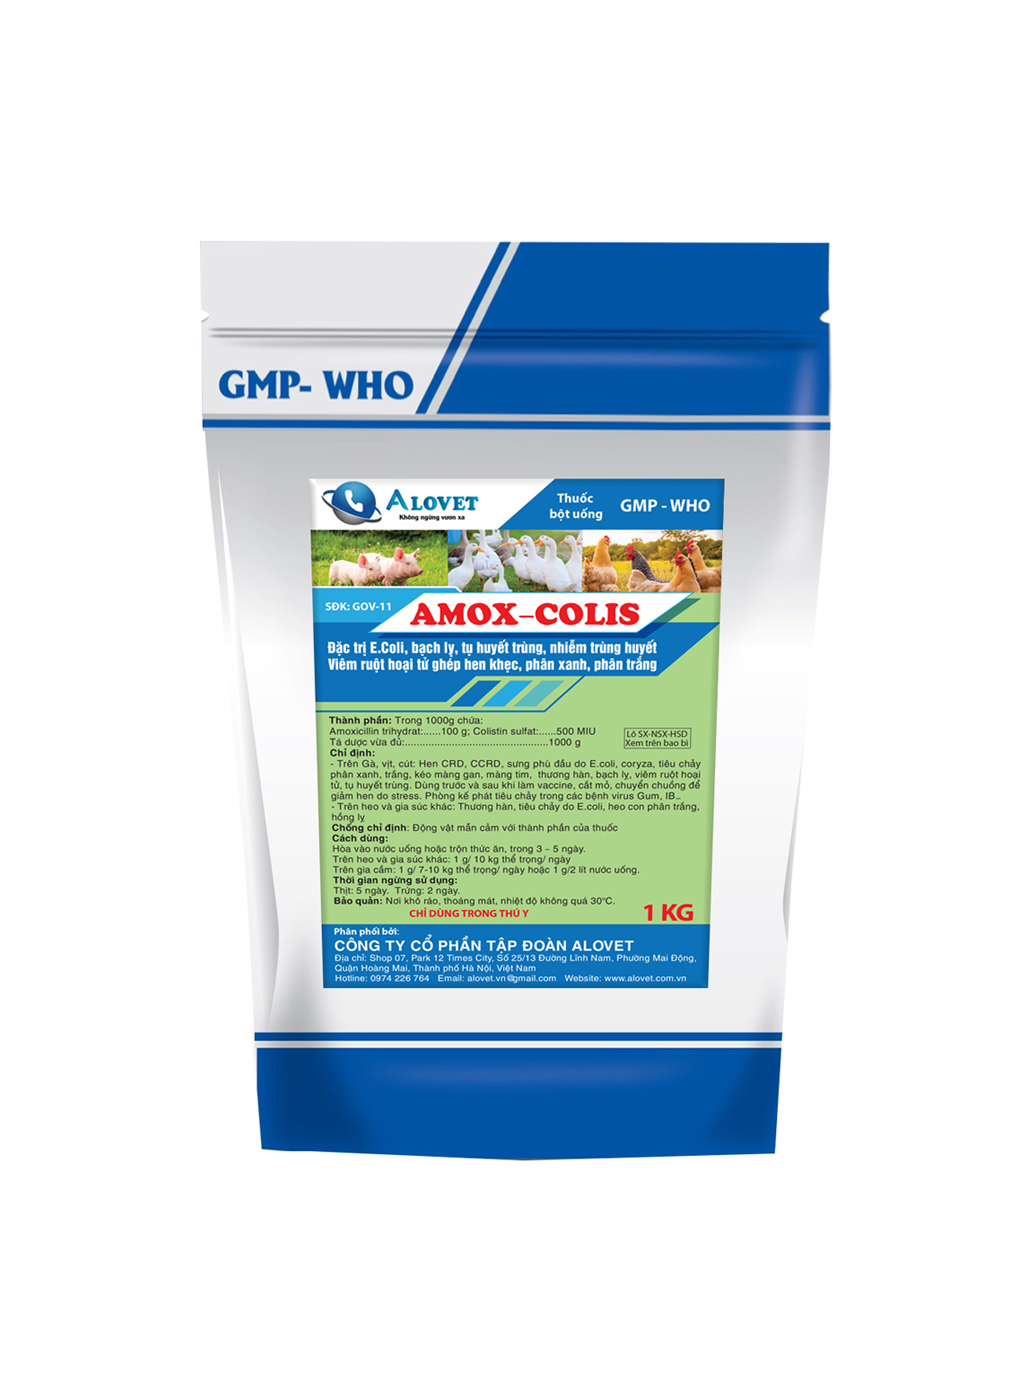 GMP- WHO
ALOVET
Không ngừng vươn xa
Thuốc
bột uống
GMP - WHO
SĐK: GOV-11
AMOX-COLIS
Đặc trị E.Coli, bạch lỵ, tụ huyết trùng, nhiễm trùng huyết
Viêm ruột hoại tử ghép hen khẹc, phân xanh, phân trắng
Thành phần: Trong 1000g chứa:
Amoxicillin trihydrat:......100 g; Colistin sulfat:......500 MIU
Tá dược vừa đủ:....................................................1000 g
Lô SX-NSX-HSD
Xem trên bao bì
Chỉ định:
- Trên Gà, vịt, cút: Hen CRD, CCRD, sưng phù đầu do E.coli, coryza, tiêu chảy
phân xanh, trắng, kéo màng gan, màng tim, thương hàn, bạch lỵ, viêm ruột hoại
tử, tụ huyết trùng. Dùng trước và sau khi làm vaccine, cắt mỏ, chuyển chuồng để
giảm hen do stress. Phòng kế phát tiêu chảy trong các bệnh virus Gum, IB...
- Trên heo và gia súc khác: Thương hàn, tiêu chảy do E.coli, heo con phân trắng,
hồng lỵ
Chống chỉ định: Động vật mẫn cảm với thành phần của thuốc
Cách dùng:
Hòa vào nước uống hoặc trộn thức ăn, trong 3 – 5 ngày.
Trên heo và gia súc khác: 1 g/ 10 kg thể trọng/ ngày
Trên gia cầm: 1 g/ 7-10 kg thể trọng/ ngày hoặc 1 g/2 lít nước uống.
Thời gian ngừng sử dụng:
Thịt: 5 ngày. Trứng: 2 ngày.
Bảo quản: Nơi khô ráo, thoáng mát, nhiệt độ không quá 30°C.
CHỈ DÙNG TRONG THÚ Y
1 KG
Phân phối bởi:
CÔNG TY CỔ PHẦN TẬP ĐOÀN ALOVET
Địa chỉ: Shop 07, Park 12 Times City, Số 25/13 Đường Lĩnh Nam, Phường Mai Động,
Quận Hoàng Mai, Thành phố Hà Nội, Việt Nam
Hotline: 0974 226 764 Email: alovet.vn@gmail.com Website: www.alovet.com.vn